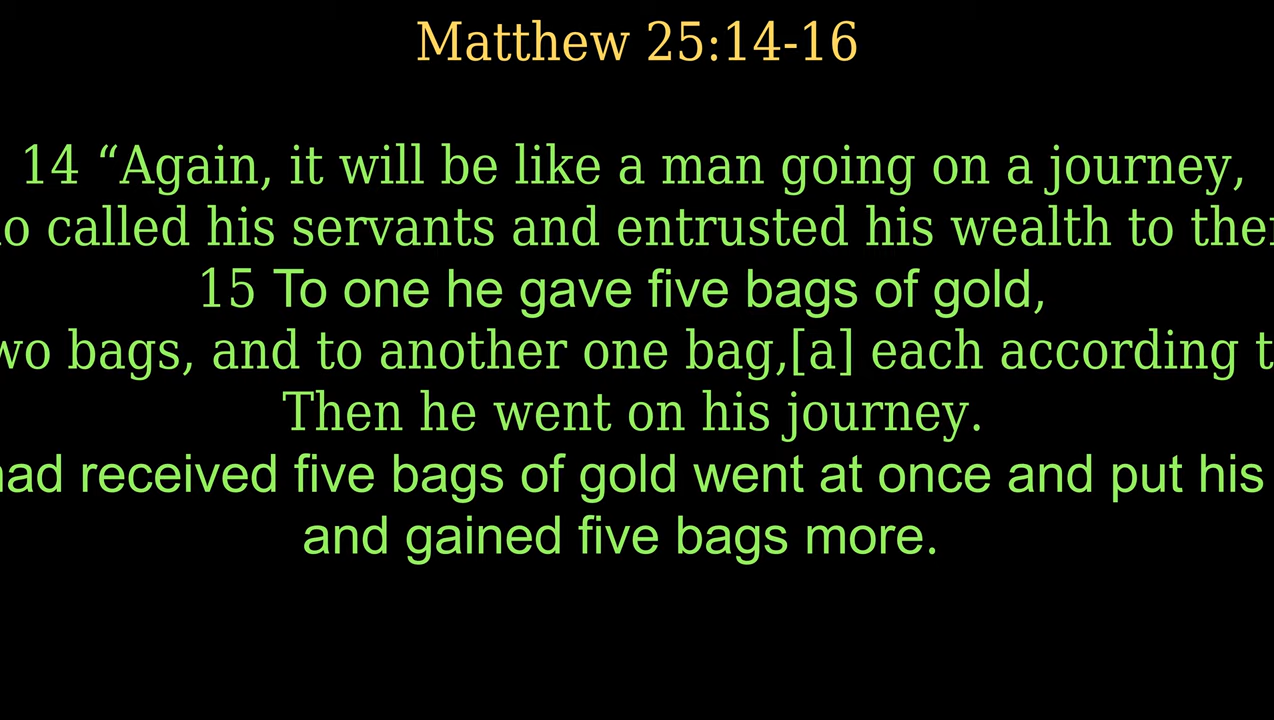 Matthew 25:14-16
14 “Again, it will be like a man going on a journey,
o called his servants and entrusted his wealth to the
15 To one he gave five bags of gold,
wo bags, and to another one bag,[a] each according t
Then he went on his journey.
had received five bags of gold went at once and put his
and gained five bags more.